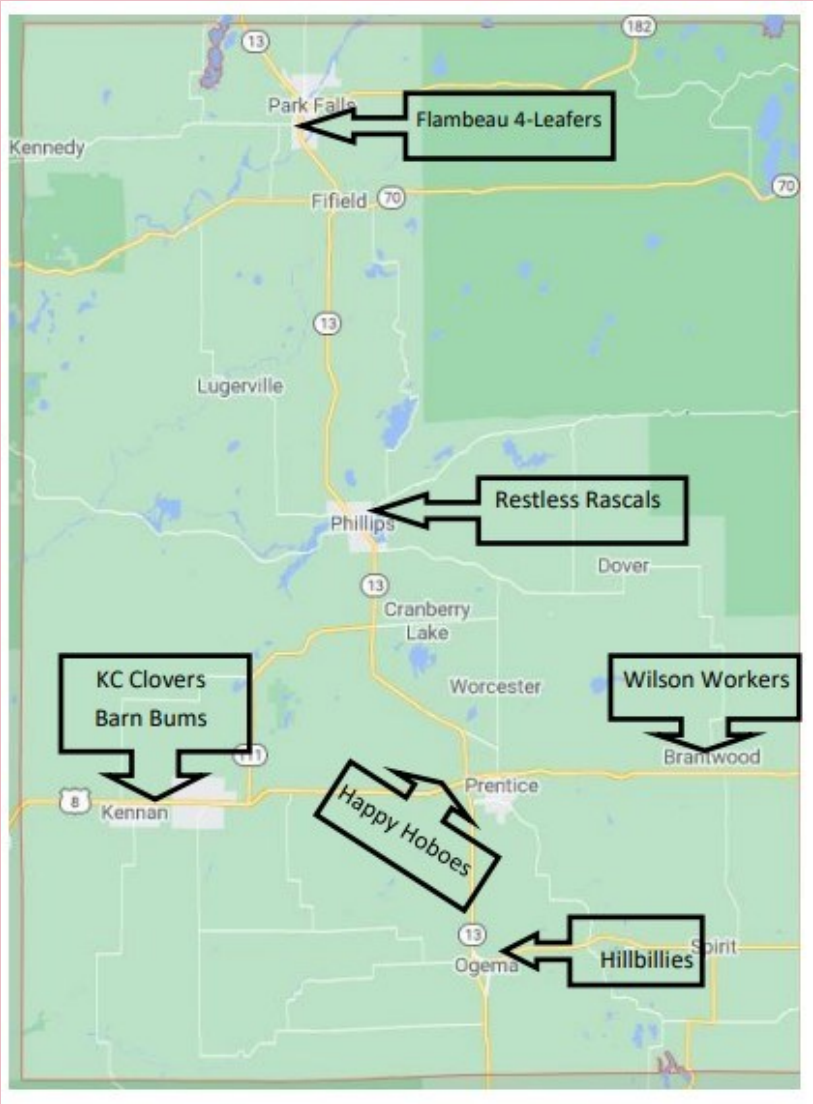 182
13
Park Falls
Flambeau 4-Leafers
Kennedy
70
Fifield
70
13
Lugerville
Restless Rascals
Phillips
Dover
13
Cranberry
Lake
KC Clovers
Barn Bums
Worcester
Wilson Workers
111
Brantwood
Prentice
8
Kennan
Happy Hoboes
13
Spirit
Ogema
Hillbillies